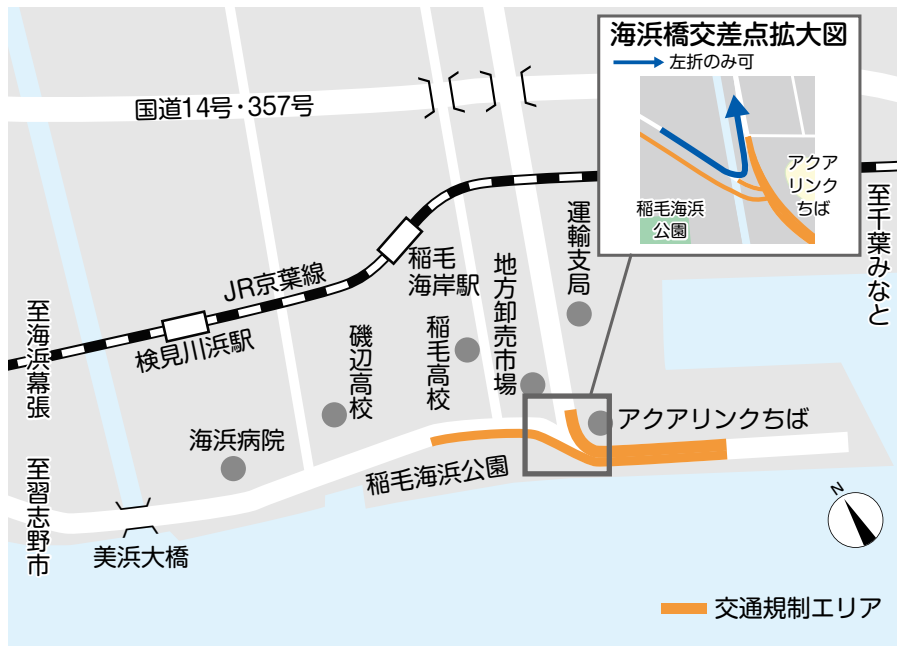 海浜橋交差点拡大図
左折のみ可
アクア
リンク
ちば
稲毛海浜
公園
国道14号・357号
至千葉みなと
運輸支局
稲毛
海岸駅
地方卸売市場
JR京葉線
稲毛高校
至海浜幕張
検見川浜駅
磯辺高校
アクアリンクちば
海浜病院
稲毛海浜公園
至習志野市
美浜大橋
N
交通規制エリア